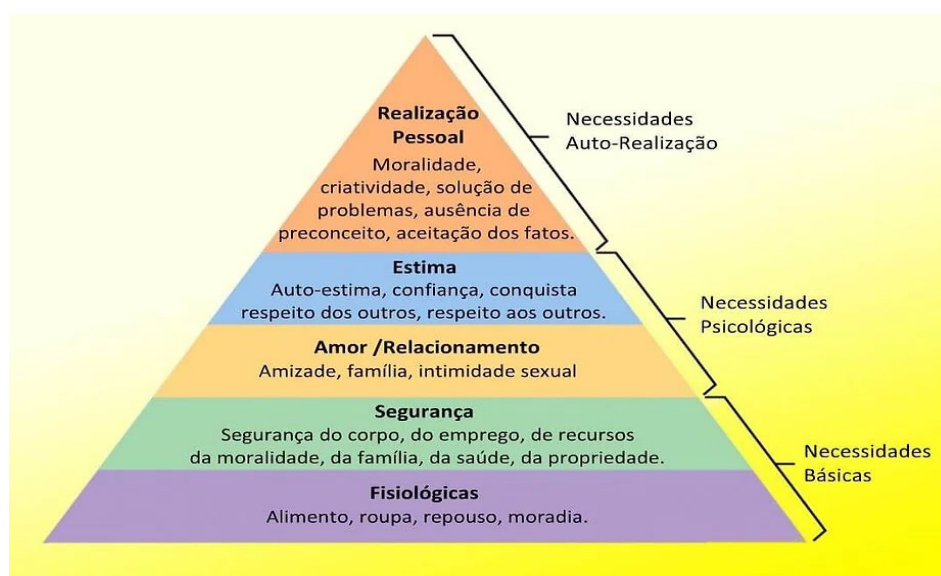 Realização
Pessoal
Moralidade,
criatividade, solução de
problemas, ausência de
preconceito, aceitação dos fatos.
Necessidades
Auto-Realização
Estima
Auto-estima, confiança, conquista
respeito dos outros, respeito aos outros.
Amor /Relacionamento
Amizade, família, intimidade sexual
Necessidades
Psicológicas
Segurança
Segurança do corpo, do emprego, de recursos
da moralidade, da família, da saúde, da propriedade.
Fisiológicas
Alimento, roupa, repouso, moradia.
Necessidades
Básicas